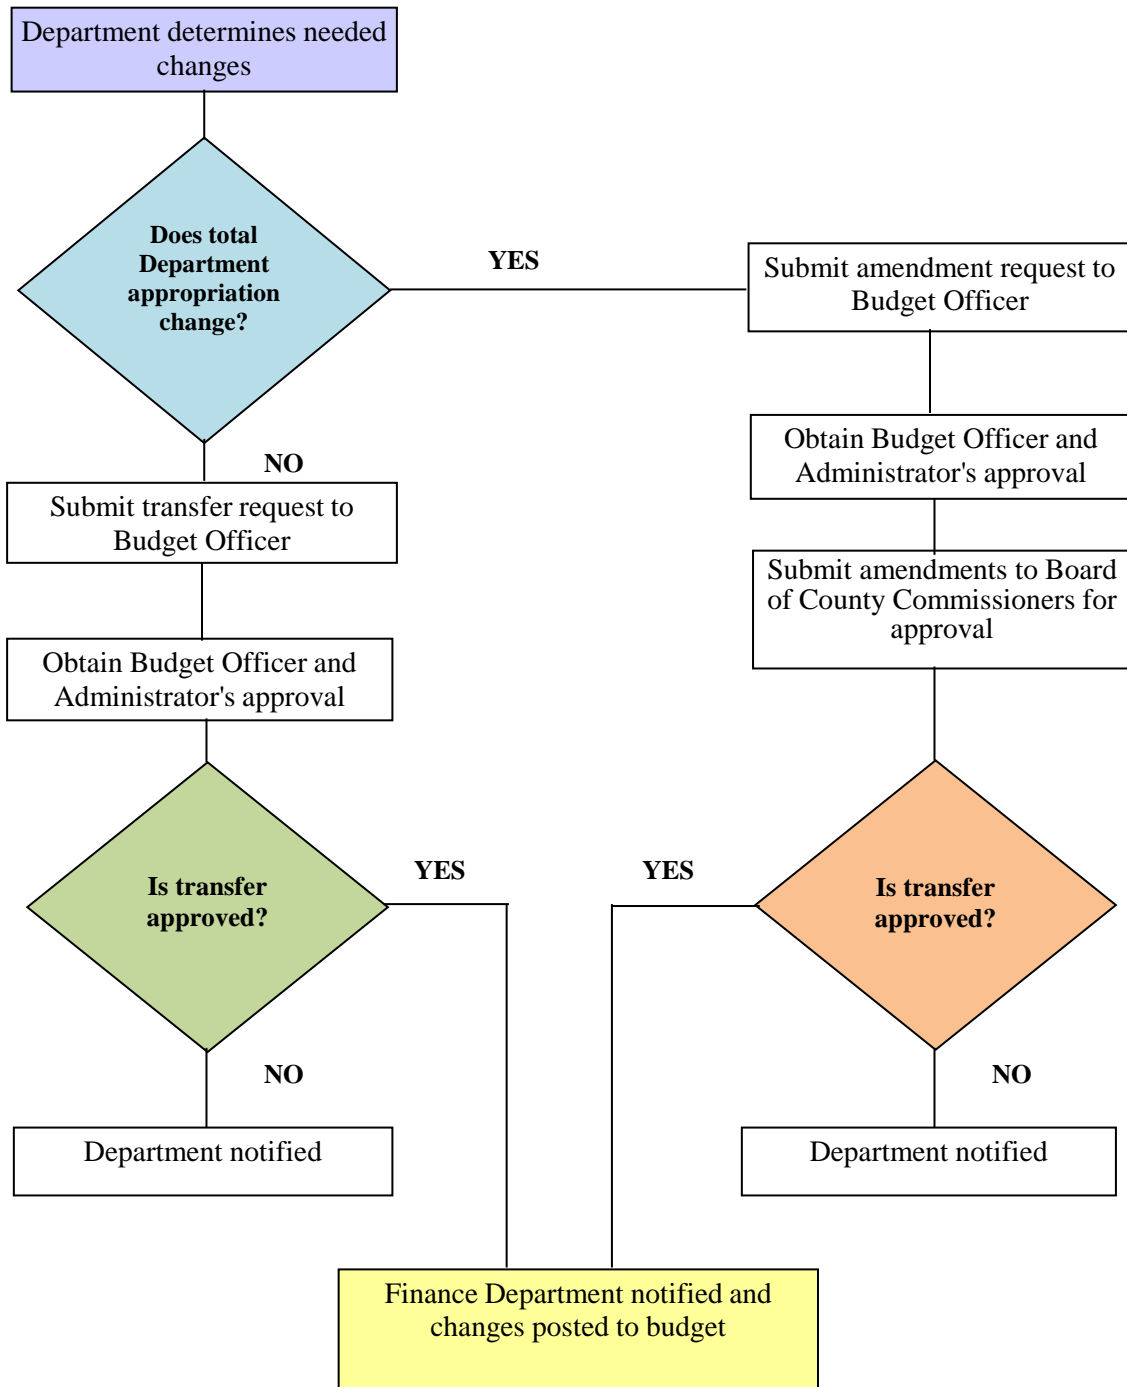 Department determines needed
changes
Does total
Department
appropriation
change?
YES
Submit amendment request to
Budget Officer
NO
Submit transfer request to
Budget Officer
Obtain Budget Officer and
Administrator's approval
Obtain Budget Officer and
Administrator's approval
Submit amendments to Board
of County Commissioners for
approval
Is transfer
approved?
YES
YES
Is transfer
approved?
NO
NO
Department notified
Department notified
Finance Department notified and
changes posted to budget